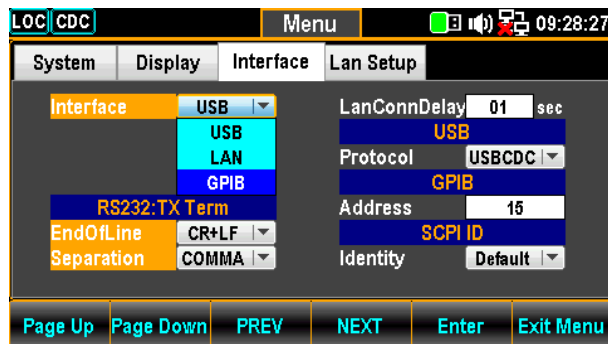 LOC CDC Menu 09:28:27
System Display Interface Lan Setup
Interface USB LanConnDelay 01 sec
USB USB
LAN Protocol USBCDC
GPIB GPIB
RS232:TX Term Address 15
EndOfLine CR+LF SCPI ID
Separation COMMA Identity Default
Page Up Page Down PREV NEXT Enter Exit Menu